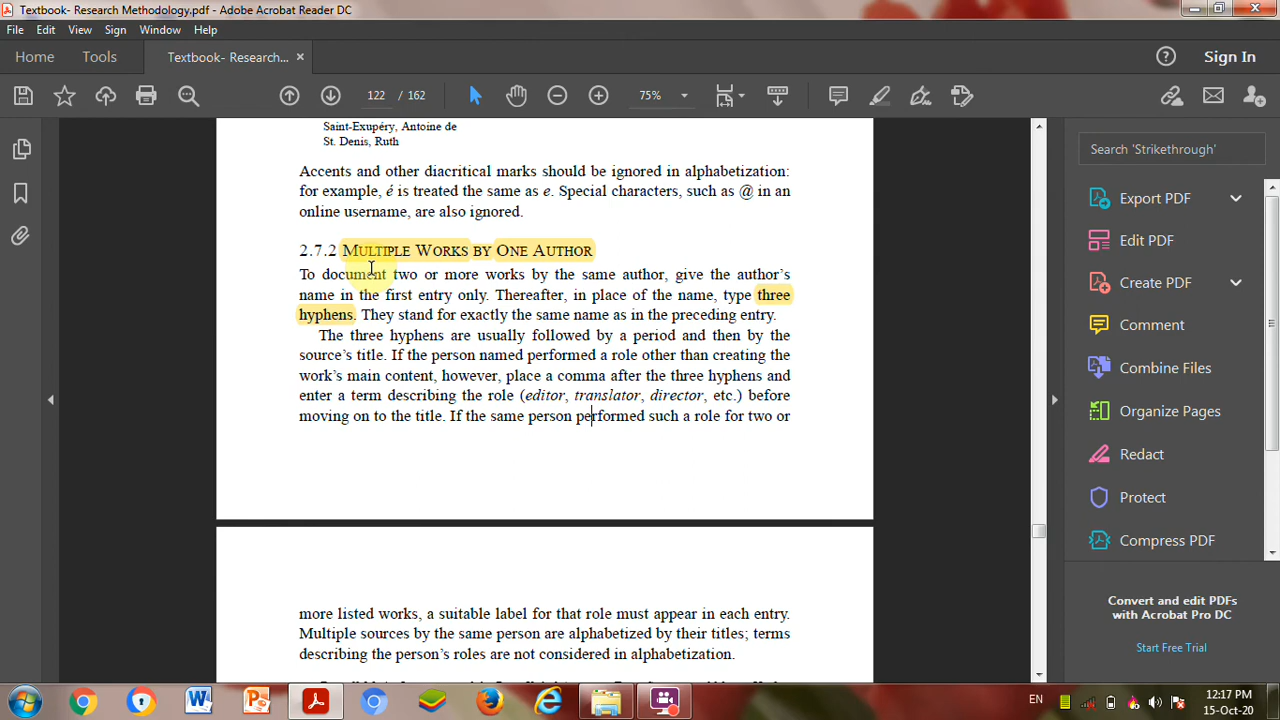 Textbook- Research Methodology.pdf - Adobe Acrobat Reader DC
File Edit View Sign Window Help
Home Tools Textbook- Research... × Sign In
122 / 162 75%
Saint-Exupéry, Antoine de
St. Denis, Ruth
Accents and other diacritical marks should be ignored in alphabetization:
for example, é is treated the same as e. Special characters, such as @ in an
online username, are also ignored.
2.7.2 MULTIPLE WORKS BY ONE AUTHOR
To document two or more works by the same author, give the author's
name in the first entry only. Thereafter, in place of the name, type three
hyphens. They stand for exactly the same name as in the preceding entry.
The three hyphens are usually followed by a period and then by the
source's title. If the person named performed a role other than creating the
work's main content, however, place a comma after the three hyphens and
enter a term describing the role (editor, translator, director, etc.) before
moving on to the title. If the same person performed such a role for two or
more listed works, a suitable label for that role must appear in each entry.
Multiple sources by the same person are alphabetized by their titles; terms
describing the person's roles are not considered in alphabetization.
Search 'Strikethrough'
Export PDF
Edit PDF
Create PDF
Comment
Combine Files
Organize Pages
Redact
Protect
Compress PDF
Convert and edit PDFs
with Acrobat Pro DC
Start Free Trial
EN
12:17 PM
15-Oct-20